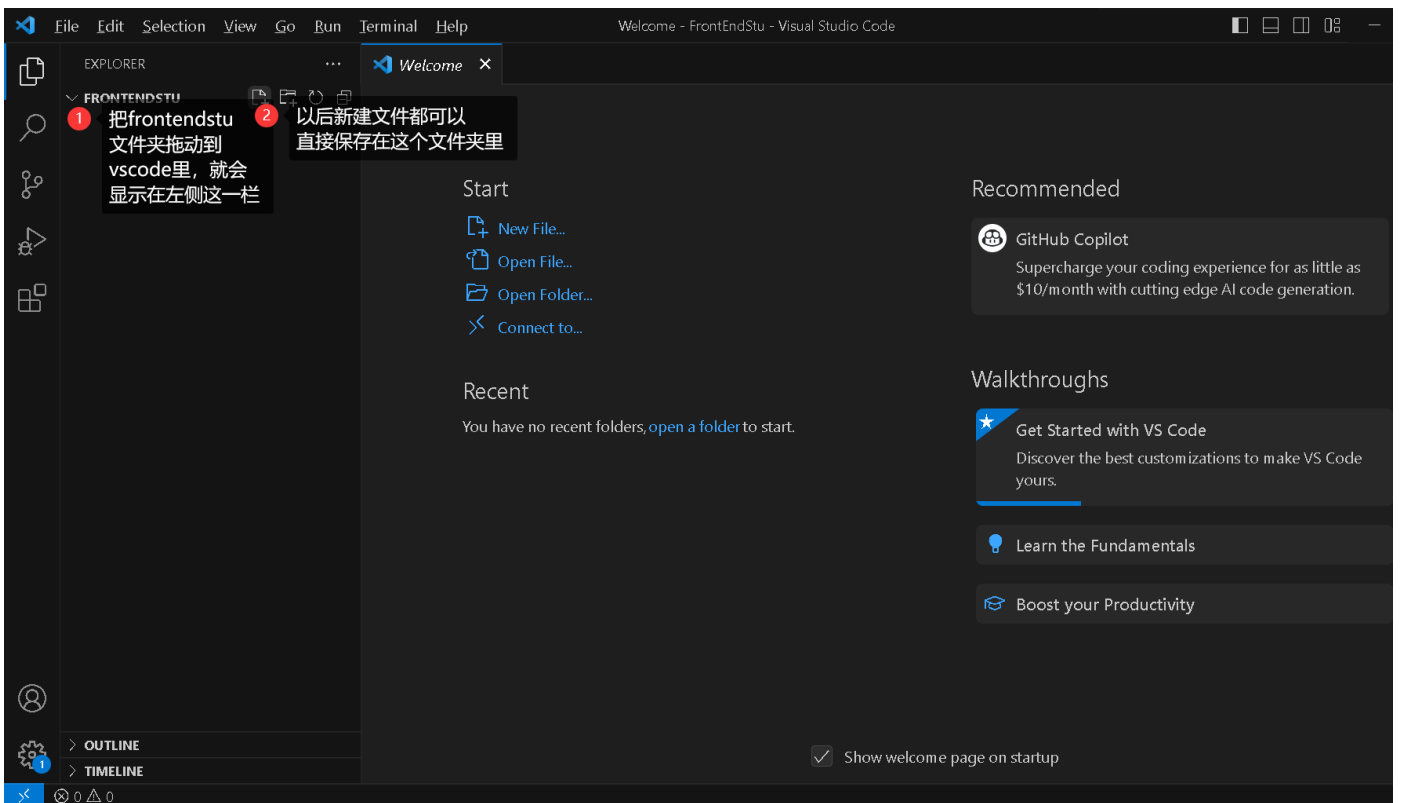 File Edit Selection View Go Run Terminal Help
Welcome - FrontEndStu - Visual Studio Code
EXPLORER
Welcome
FRONTENDSTU
1
把frontendstu
文件夹拖动到
vscode里，就会
显示在左侧这一栏
2
以后新建文件都可以
直接保存在这个文件夹里
Start
New File...
Open File...
Open Folder...
Connect to...
Recent
You have no recent folders, open a folder to start.
Recommended
GitHub Copilot
Supercharge your coding experience for as little as
$10/month with cutting edge AI code generation.
Walkthroughs
Get Started with VS Code
Discover the best customizations to make VS Code
yours.
Learn the Fundamentals
Boost your Productivity
OUTLINE
TIMELINE
1
Show welcome page on startup
0 0